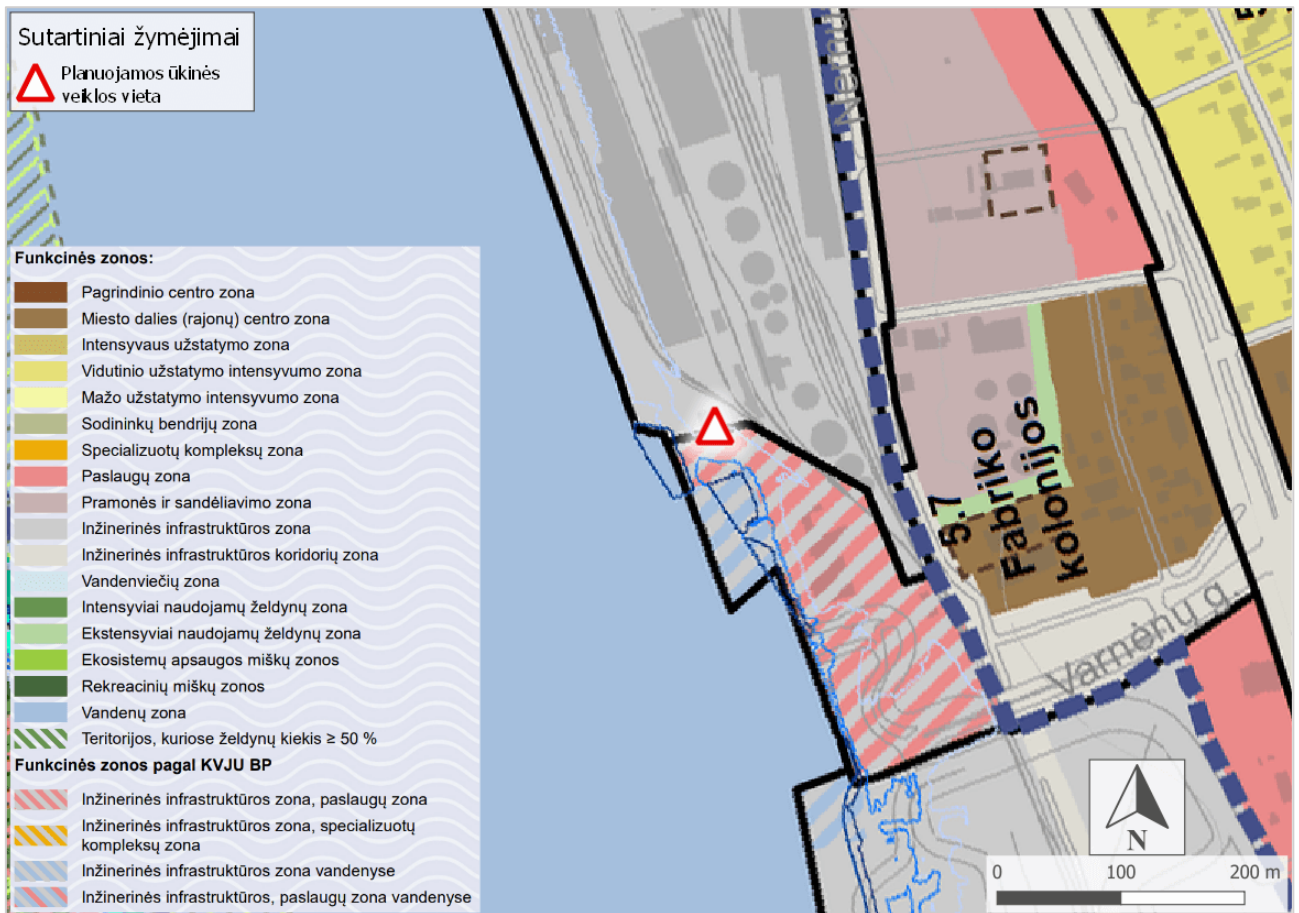 Sutartiniai žymėjimai
Planuojamos ūkinės
veiklos vieta
Funkcinės zonos:
Pagrindinio centro zona
Miesto dalies (rajonų) centro zona
Intensyvaus užstatymo zona
Vidutinio užstatymo intensyvumo zona
Mažo užstatymo intensyvumo zona
Sodininkų bendrijų zona
Specializuotų kompleksų zona
Paslaugų zona
Pramonės ir sandėliavimo zona
Inžinerinės infrastruktūros zona
Inžinerinės infrastruktūros koridorių zona
Vandenviečių zona
Intensyviai naudojamų želdynų zona
Ekstensyviai naudojamų želdynų zona
Ekosistemų apsaugos miškų zonos
Rekreacinių miškų zonos
Vandenų zona
Teritorijos, kuriose želdynų kiekis ≥ 50 %
Funkcinės zonos pagal KVJU BP
Inžinerinės infrastruktūros zona, paslaugų zona
Inžinerinės infrastruktūros zona, specializuotų
kompleksų zona
Inžinerinės infrastruktūros zona vandenyse
Inžinerinės infrastruktūros, paslaugų zona vandenyse
5.7
Fabriko
kolonijos
Varnėnų g.
N
0 100 200 m